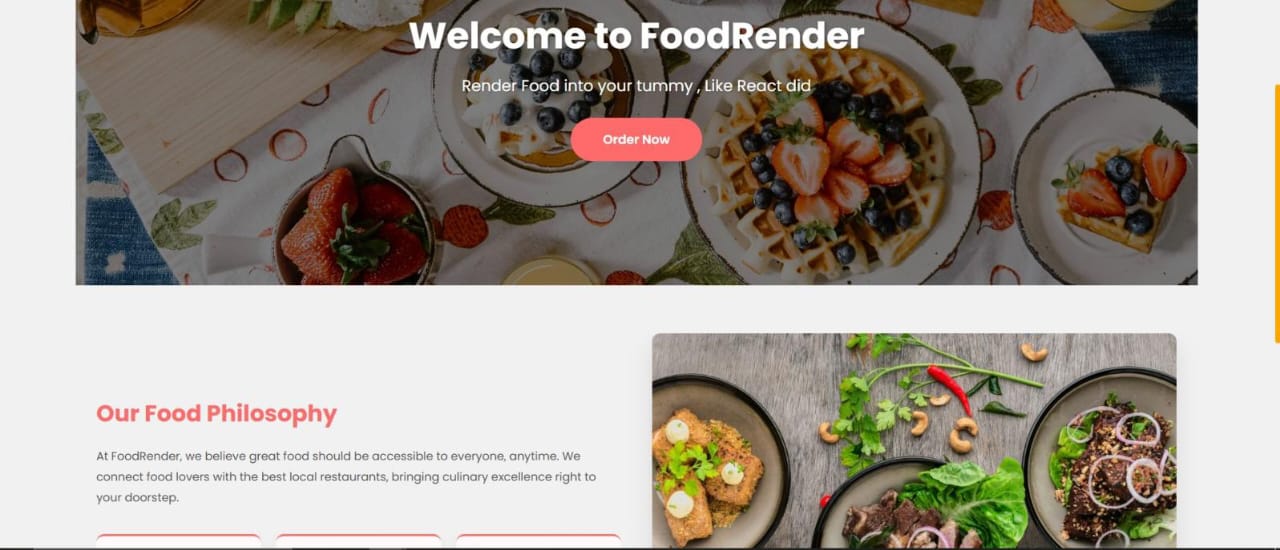 Welcome to FoodRender
Render Food into your tummy , Like React did
Order Now
Our Food Philosophy
At FoodRender, we believe great food should be accessible to everyone, anytime. We
connect food lovers with the best local restaurants, bringing culinary excellence right to
your doorstep.